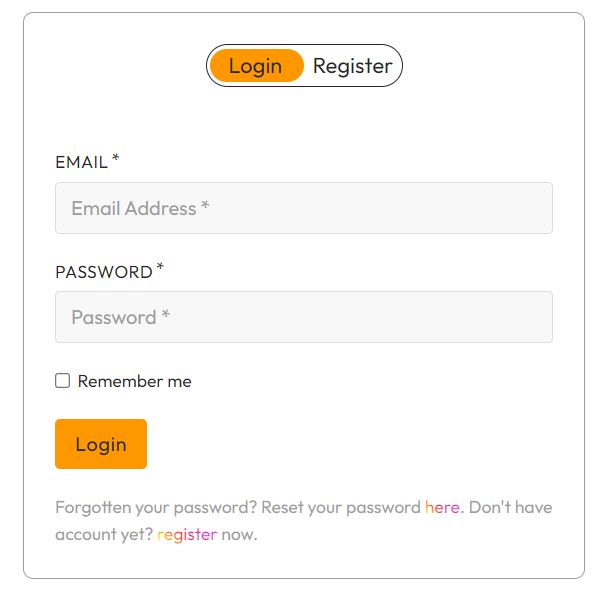 Login Register
EMAIL *
Email Address *
PASSWORD *
Password *
Remember me
Login
Forgotten your password? Reset your password here. Don't have
account yet? register now.